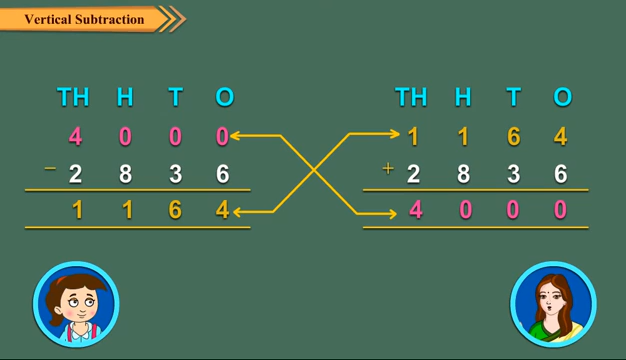 Vertical Subtraction
TH H T O
4 0 0 0
− 2 8 3 6
1 1 6 4
TH H T O
1 1 6 4
+ 2 8 3 6
4 0 0 0